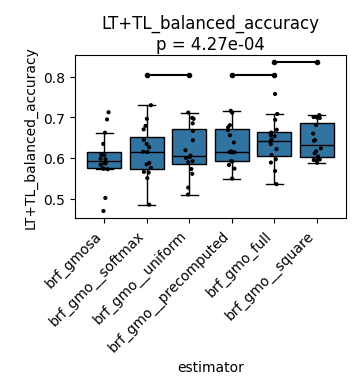 LT+TL_balanced_accuracy
p = 4.27e-04
LT+TL_balanced_accuracy
0.8
0.7
0.6
0.5
brf_gmosa
brf_gmo__softmax
brf_gmo__uniform
brf_gmo__precomputed
brf_gmo_full
brf_gmo__square
estimator